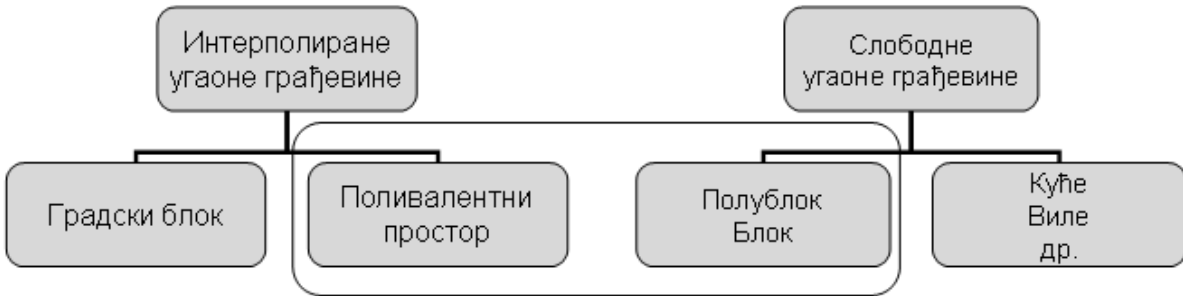 Интерполиране
угаоне грађевине
Слободне
угаоне грађевине
Градски блок
Поливалентни
простор
Полублок
Блок
Куће
Виле
др.